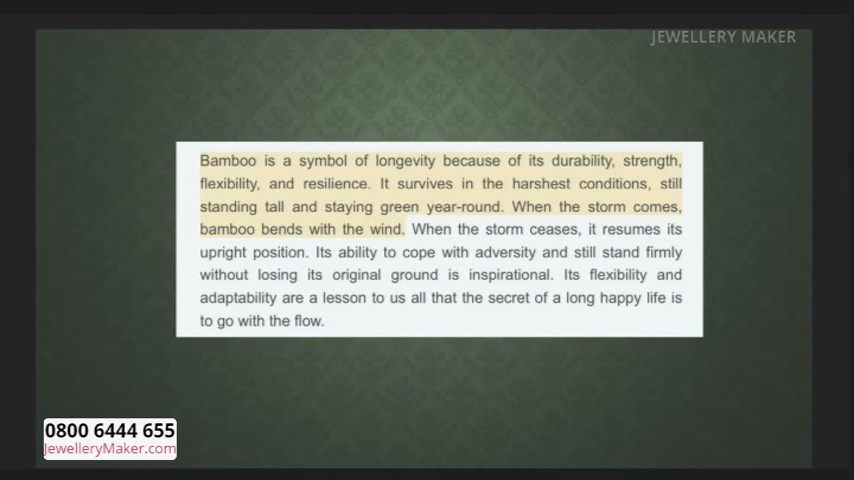 JEWELLERY MAKER
Bamboo is a symbol of longevity because of its durability, strength,
flexibility, and resilience. It survives in the harshest conditions, still
standing tall and staying green year-round. When the storm comes,
bamboo bends with the wind. When the storm ceases, it resumes its
upright position. Its ability to cope with adversity and still stand firmly
without losing its original ground is inspirational. Its flexibility and
adaptability are a lesson to us all that the secret of a long happy life is
to go with the flow.
0800 6444 655
JewelleryMaker.com